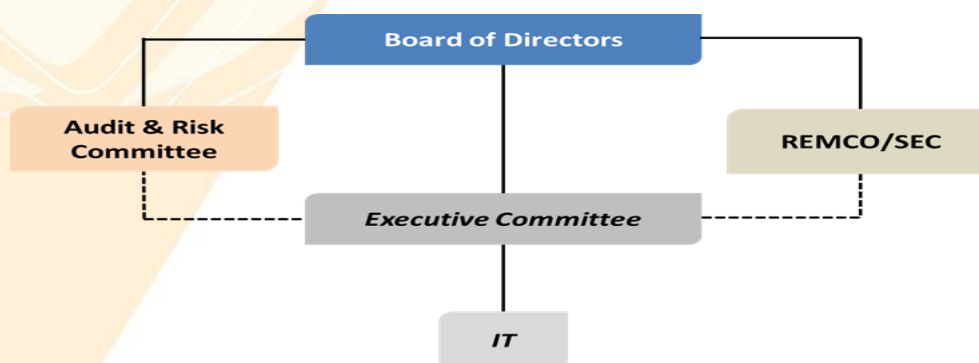 Board of Directors
Audit & Risk
Committee
REMCO/SEC
Executive Committee
IT